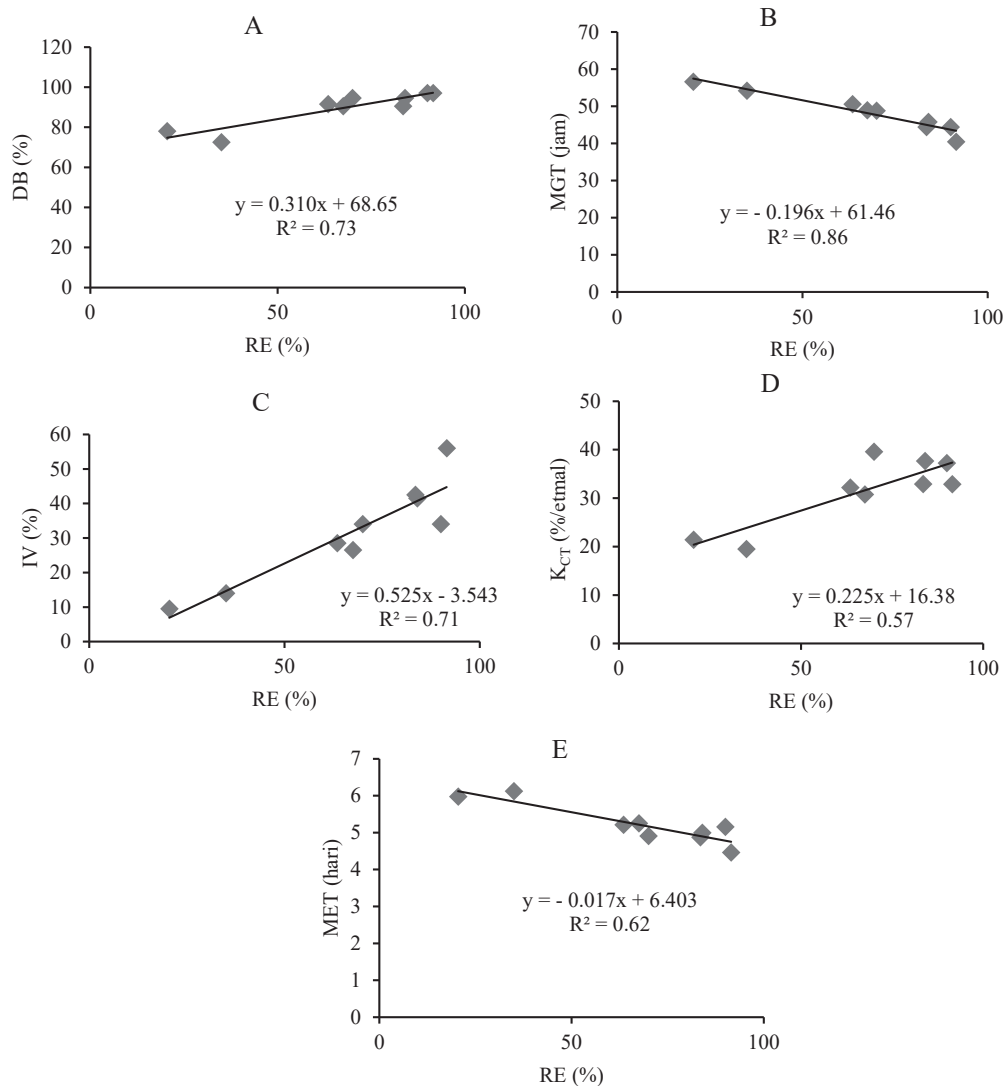 A
120
100
80
60
40
20
0
DB (%)
y = 0.310x + 68.65
R² = 0.73
0 50 100
RE (%)
B
70
60
50
40
30
20
10
0
MGT (jam)
y = - 0.196x + 61.46
R² = 0.86
0 50 100
RE (%)
C
60
50
40
30
20
10
0
IV (%)
y = 0.525x - 3.543
R² = 0.71
0 50 100
RE (%)
D
50
40
30
20
10
0
K_CT (%/etmal)
y = 0.225x + 16.38
R² = 0.57
0 50 100
RE (%)
E
7
6
5
4
3
2
1
0
MET (hari)
y = - 0.017x + 6.403
R² = 0.62
0 50 100
RE (%)